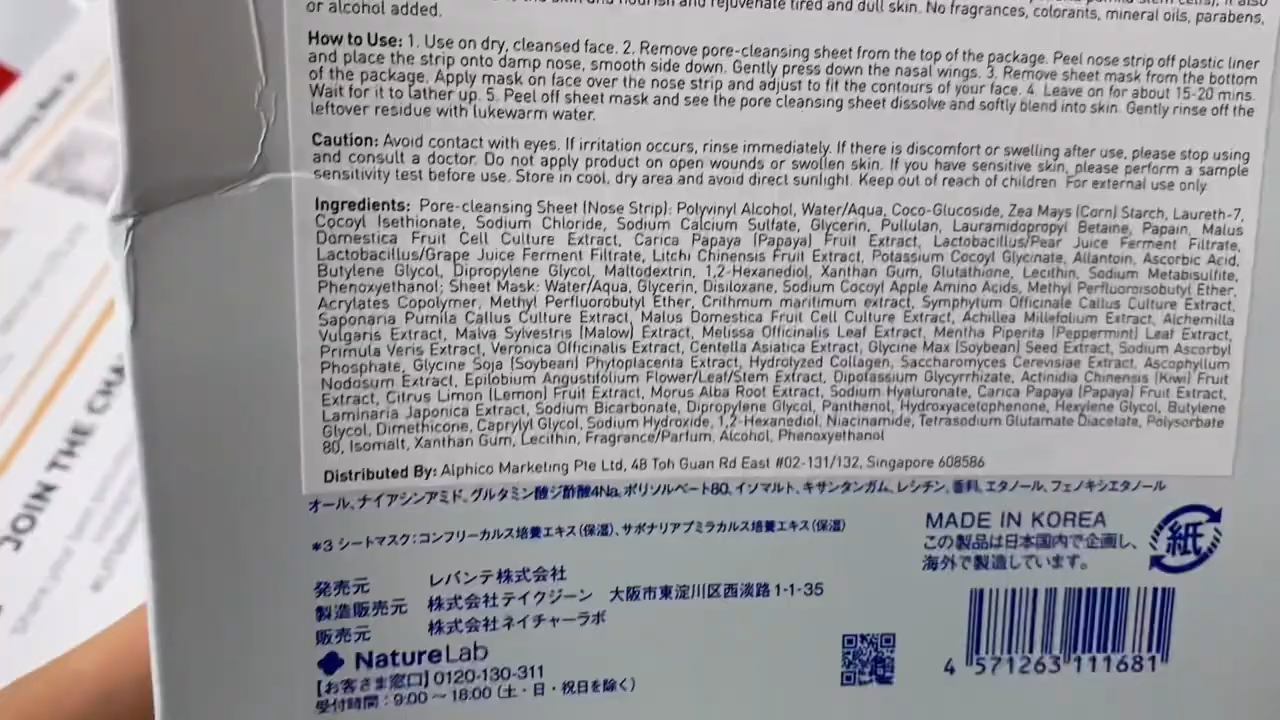 the skin and nourish and rejuvenate tired and dull skin. No fragrances, colorants, mineral oils, parabens,
or alcohol added.
How to Use: 1. Use on dry, cleansed face. 2. Remove pore-cleansing sheet from the top of the package. Peel nose strip off plastic liner
and place the strip onto damp nose, smooth side down. Gently press down the nasal wings. 3. Remove sheet mask from the bottom
of the package. Apply mask on face over the nose strip and adjust to fit the contours of your face. 4. Leave on for about 15-20 mins.
Wait for it to lather up. 5. Peel off sheet mask and see the pore cleansing sheet dissolve and softly blend into skin. Gently rinse off the
leftover residue with lukewarm water.
Caution: Avoid contact with eyes. If irritation occurs, rinse immediately. If there is discomfort or swelling after use, please stop using
and consult a doctor. Do not apply product on open wounds or swollen skin. If you have sensitive skin, please perform a sample
sensitivity test before use. Store in cool, dry area and avoid direct sunlight. Keep out of reach of children. For external use only.
Ingredients: Pore-cleansing Sheet (Nose Strip): Polyvinyl Alcohol, Water/Aqua, Coco-Glucoside, Zea Mays (Corn) Starch, Laureth-7,
Cocoyl Isethionate, Sodium Chloride, Sodium Calcium Sulfate, Glycerin, Pullulan, Lauramidopropyl Betaine, Papain, Malus
Domestica Fruit Cell Culture Extract, Carica Papaya (Papaya) Fruit Extract, Lactobacillus/Pear Juice Ferment Filtrate,
Lactobacillus/Grape Juice Ferment Filtrate, Litchi Chinensis Fruit Extract, Potassium Cocoyl Glycinate, Allantoin, Ascorbic Acid,
Butylene Glycol, Dipropylene Glycol, Maltodextrin, 1,2-Hexanediol, Xanthan Gum, Glutathione, Lecithin, Sodium Metabisulfite,
Phenoxyethanol; Sheet Mask: Water/Aqua, Glycerin, Disiloxane, Sodium Cocoyl Apple Amino Acids, Methyl Perfluoroisobutyl Ether,
Acrylates Copolymer, Methyl Perfluorobutyl Ether, Crithmum maritimum extract, Symphytum Officinale Callus Culture Extract,
Saponaria Pumila Callus Culture Extract, Malus Domestica Fruit Cell Culture Extract, Achillea Millefolium Extract, Alchemilla
Vulgaris Extract, Malva Sylvestris (Malow) Extract, Melissa Officinalis Leaf Extract, Mentha Piperita (Peppermint) Leaf Extract,
Primula Veris Extract, Veronica Officinalis Extract, Centella Asiatica Extract, Glycine Max (Soybean) Seed Extract, Sodium Ascorbyl
Phosphate, Glycine Soja (Soybean) Phytoplacenta Extract, Hydrolyzed Collagen, Saccharomyces Cerevisiae Extract, Ascophyllum
Nodosum Extract, Epilobium Angustifolium Flower/Leaf/Stem Extract, Dipotassium Glycyrrhizate, Actinidia Chinensis (Kiwi) Fruit
Extract, Citrus Limon (Lemon) Fruit Extract, Morus Alba Root Extract, Sodium Hyaluronate, Carica Papaya (Papaya) Fruit Extract,
Laminaria Japonica Extract, Sodium Bicarbonate, Dipropylene Glycol, Panthenol, Hydroxyacetophenone, Hexylene Glycol, Butylene
Glycol, Dimethicone, Caprylyl Glycol, Sodium Hydroxide, 1,2-Hexanediol, Niacinamide, Tetrasodium Glutamate Diacetate, Polysorbate
80, Isomalt, Xanthan Gum, Lecithin, Fragrance/Parfum, Alcohol, Phenoxyethanol
Distributed By: Alphico Marketing Pte Ltd, 48 Toh Guan Rd East #02-131/132, Singapore 608586
オール、ナイアシンアミド、グルタミン酸ジ酢酸4Na、ポリソルベート80、イソマルト、キサンタンガム、レシチン、香料、エタノール、フェノキシエタノール
*3 シートマスク:コンフリーカルス培養エキス(保湿)、サポナリアプミラカルス培養エキス(保湿)
MADE IN KOREA
この製品は日本国内で企画し、
海外で製造しています。
紙
発売元 レバンテ株式会社
製造販売元 株式会社テイクジーン 大阪市東淀川区西淡路1-1-35
販売元 株式会社ネイチャーラボ
NatureLab
【お客さま窓口】0120-130-311
受付時間:9:00~18:00(土・日・祝日を除く)
4 571263 111681
JOIN THE CHA